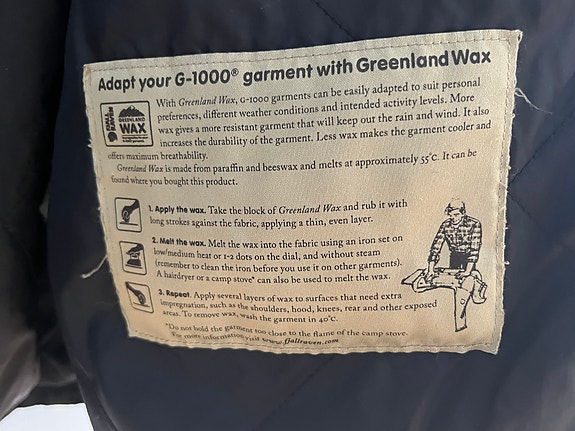 Adapt your G-1000® garment with Greenland Wax
With Greenland Wax, G-1000 garments can be easily adapted to suit personal
preferences, different weather conditions and intended activity levels. More
wax gives a more resistant garment that will keep out the rain and wind. It also
increases the durability of the garment. Less wax makes the garment cooler and
offers maximum breathability.
GREENLAND
WAX
Greenland Wax is made from paraffin and beeswax and melts at approximately 55°C. It can be
found where you bought this product.
1. Apply the wax. Take the block of Greenland Wax and rub it with
long strokes against the fabric, applying a thin, even layer.
2. Melt the wax. Melt the wax into the fabric using an iron set on
low/medium heat or 1-2 dots on the dial, and without steam
(remember to clean the iron before you use it on other garments).
A hairdryer or a camp stove* can also be used to melt the wax.
3. Repeat. Apply several layers of wax to surfaces that need extra
impregnation, such as the shoulders, hood, knees, rear and other exposed
areas. To remove wax, wash the garment in 40°C.
*Do not hold the garment too close to the flame of the camp stove.
For more information visit www.fjallraven.com